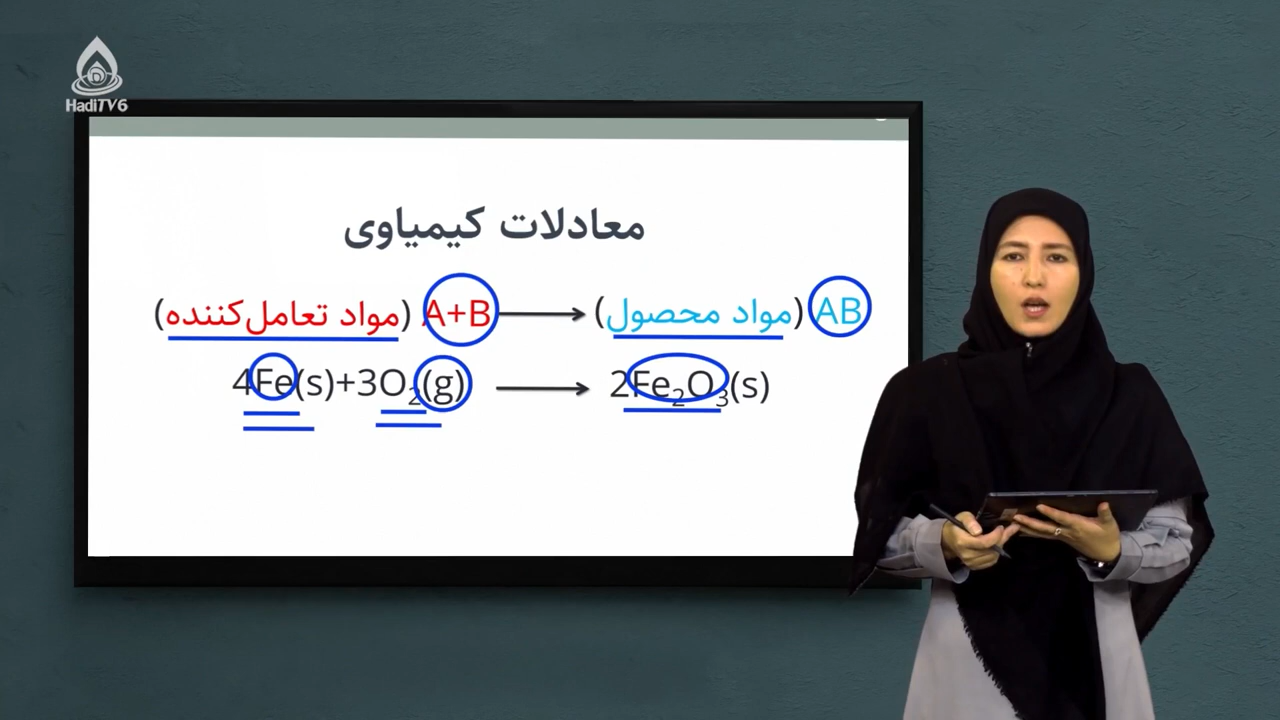 HadiTV6
معادلات کیمیاوی
(مواد تعامل‌کننده) A+B ⟶ (مواد محصول) AB
4Fe(s)+3O₂(g) ⟶ 2Fe₂O₃(s)